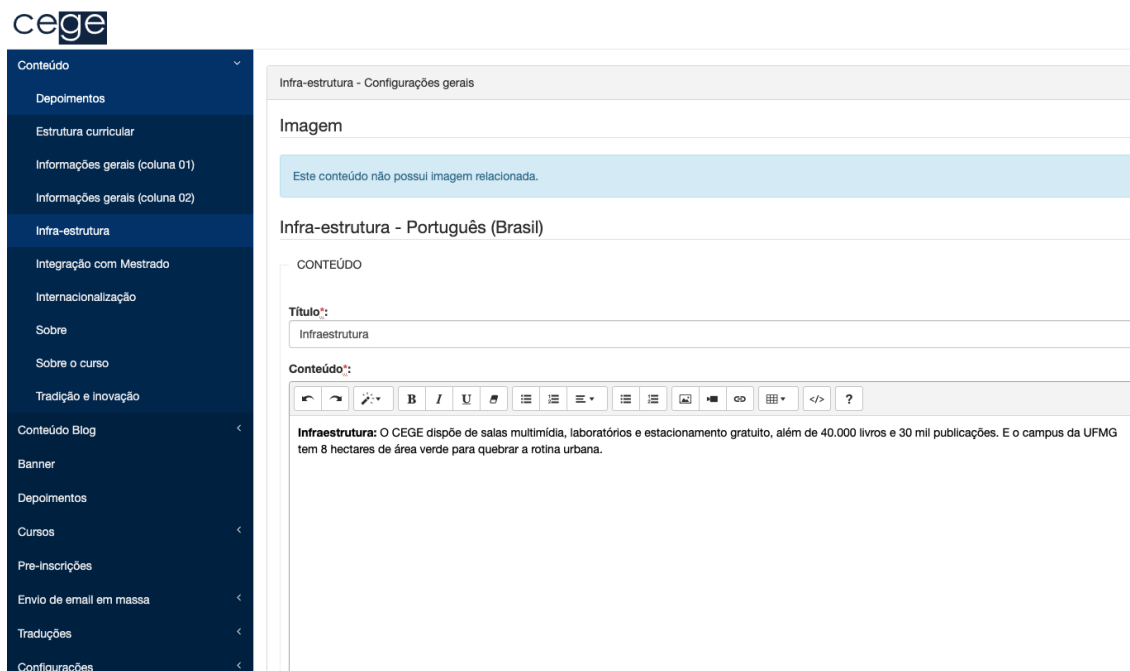 cege
Conteúdo
Depoimentos
Estrutura curricular
Informações gerais (coluna 01)
Informações gerais (coluna 02)
Infra-estrutura
Integração com Mestrado
Internacionalização
Sobre
Sobre o curso
Tradição e inovação
Conteúdo Blog
Banner
Depoimentos
Cursos
Pre-inscrições
Envio de email em massa
Traduções
Configurações
Infra-estrutura - Configurações gerais
Imagem
Este conteúdo não possui imagem relacionada.
Infra-estrutura - Português (Brasil)
CONTEÚDO
Título*:
Infraestrutura
Conteúdo*:
B I U </> ?
Infraestrutura: O CEGE dispõe de salas multimídia, laboratórios e estacionamento gratuito, além de 40.000 livros e 30 mil publicações. E o campus da UFMG
tem 8 hectares de área verde para quebrar a rotina urbana.